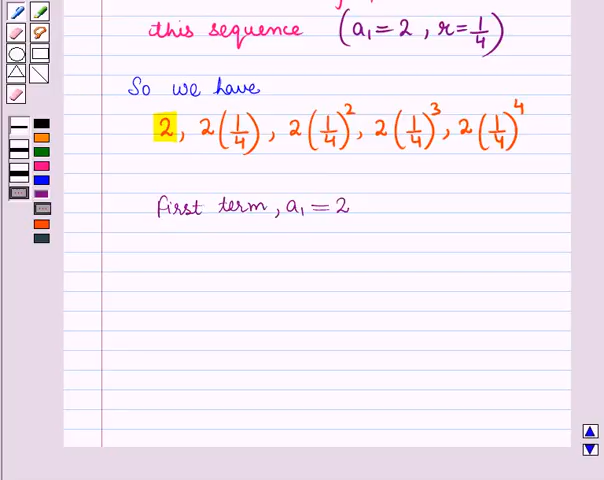 this sequence (a₁ = 2 , r = 1/4)
So we have
2, 2(1/4), 2(1/4)², 2(1/4)³, 2(1/4)⁴
First term, a₁ = 2